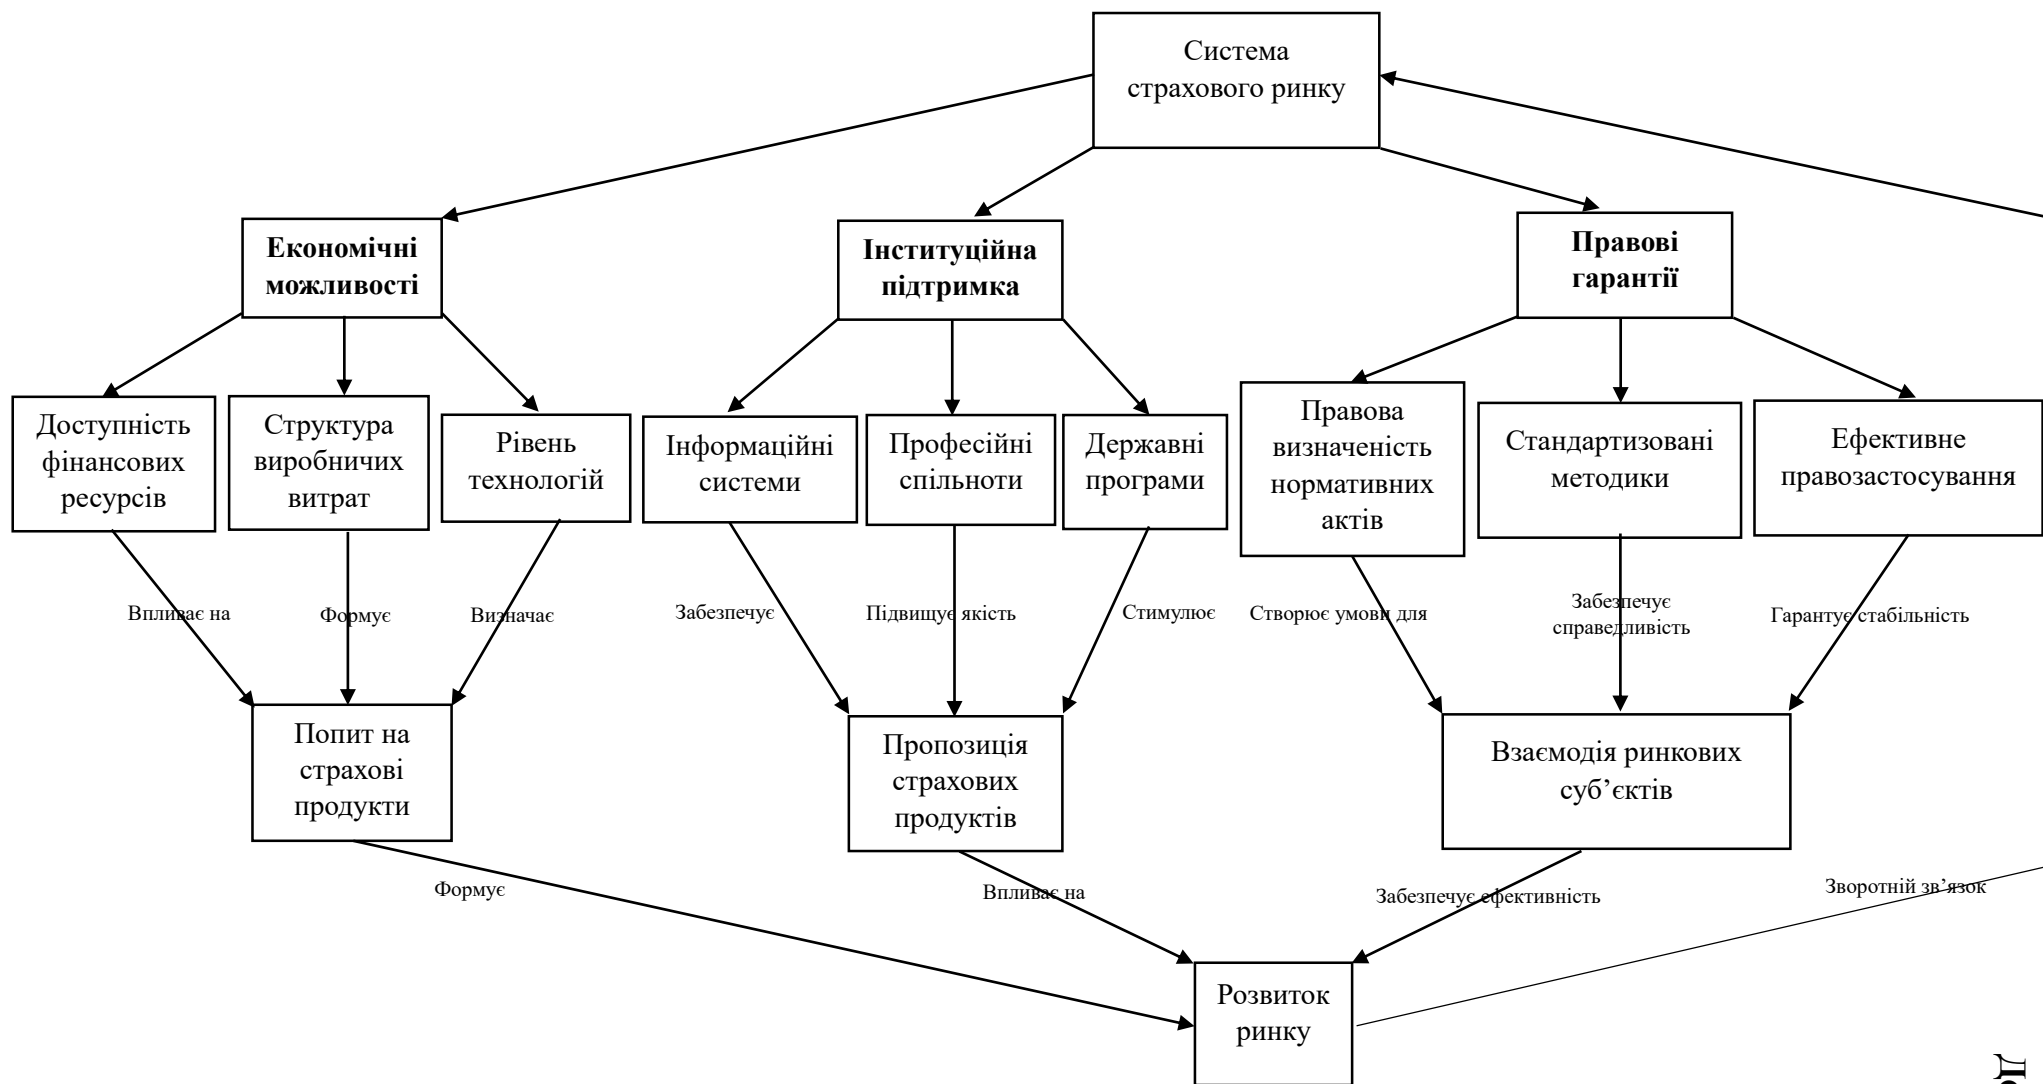 Система
страхового ринку
Економічні
можливості
Інституційна
підтримка
Правові
гарантії
Доступність
фінансових
ресурсів
Структура
виробничих
витрат
Рівень
технологій
Інформаційні
системи
Професійні
спільноти
Державні
програми
Правова
визначеність
нормативних
актів
Стандартизовані
методики
Ефективне
правозастосування
Впливає на
Формує
Визначає
Забезпечує
Підвищує якість
Стимулює
Створює умови для
Забезпечує
справедливість
Гарантує стабільність
Попит на
страхові
продукти
Пропозиція
страхових
продуктів
Взаємодія ринкових
суб’єктів
Формує
Впливає на
Забезпечує ефективність
Зворотній зв’язок
Розвиток
ринку